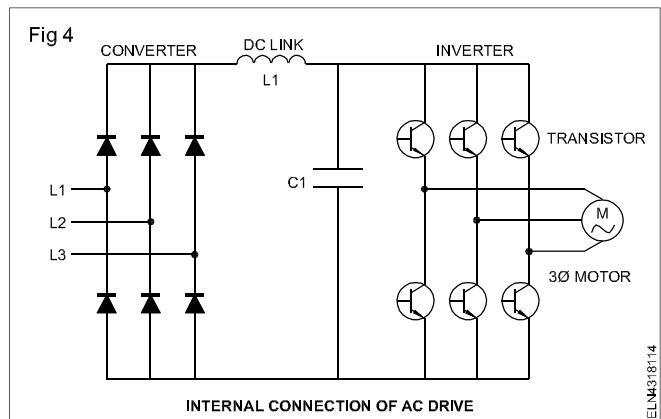 Fig 4
CONVERTER
DC LINK
L1
INVERTER
TRANSISTOR
C1
L1
L2
L3
M
3Ø MOTOR
INTERNAL CONNECTION OF AC DRIVE
ELN4318114